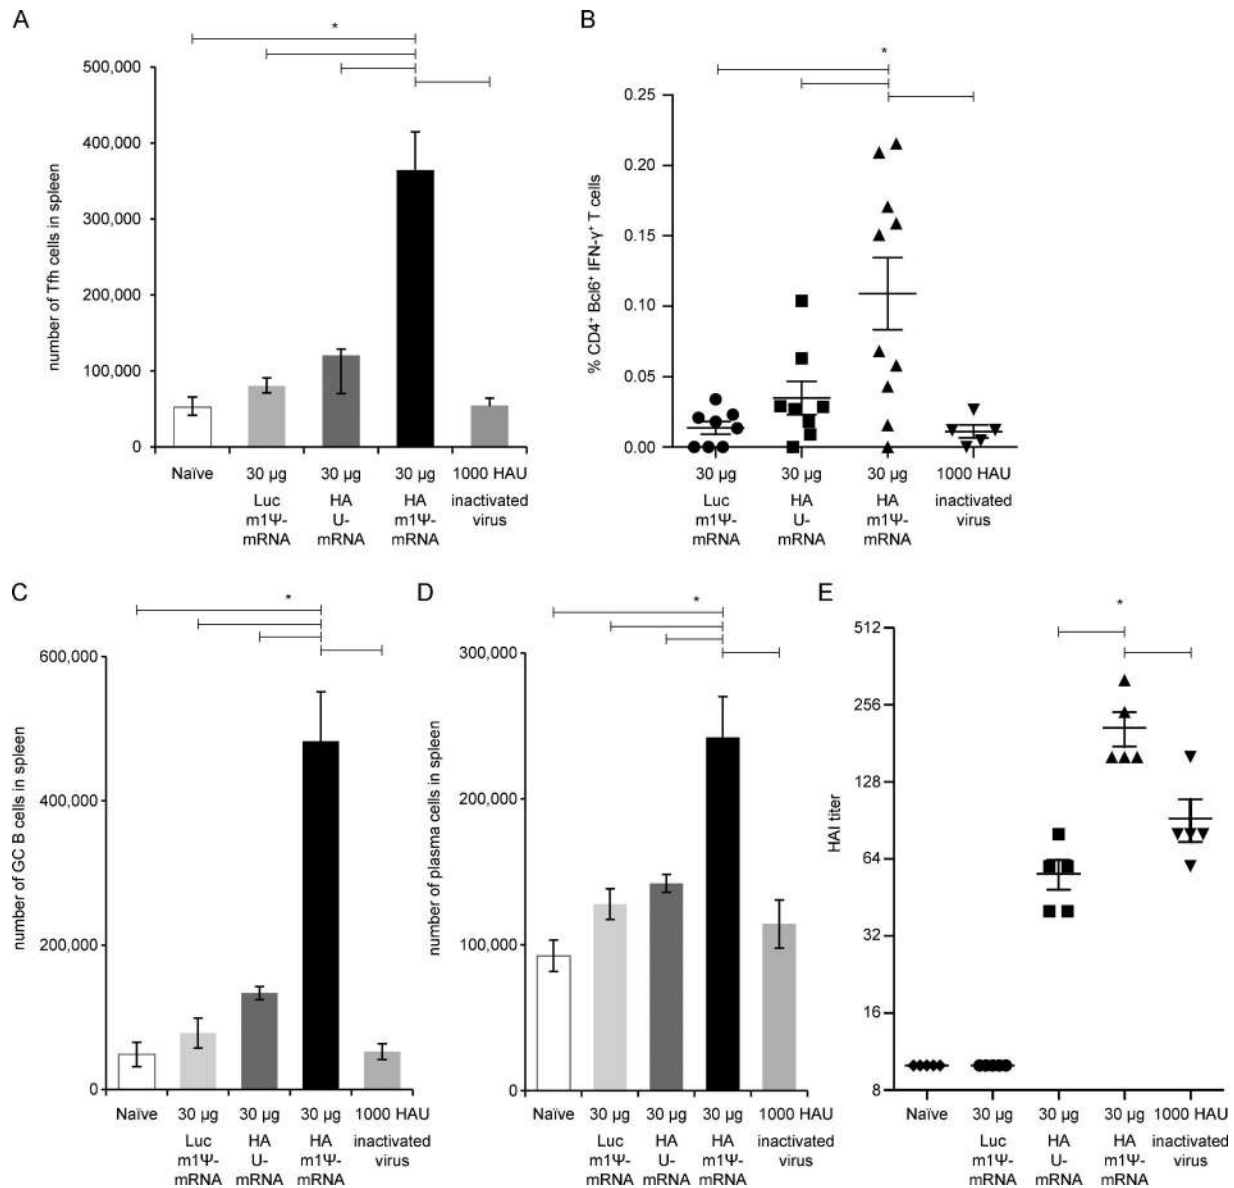 A
*
500,000
400,000
300,000
200,000
100,000
0
number of Tfh cells in spleen
Naïve
30 µg
30 µg
30 µg
1000 HAU
Luc
HA
HA
inactivated
m1Ψ-
U-
m1Ψ-
virus
mRNA
mRNA
mRNA
B
*
0.25
0.20
0.15
0.10
0.05
0.00
% CD4⁺ Bcl6⁺ IFN-γ⁺ T cells
30 µg
30 µg
30 µg
1000 HAU
Luc
HA
HA
inactivated
m1Ψ-
U-
m1Ψ-
virus
mRNA
mRNA
mRNA
C
*
600,000
400,000
200,000
0
number of GC B cells in spleen
Naïve
30 µg
30 µg
30 µg
1000 HAU
Luc
HA
HA
inactivated
m1Ψ-
U-
m1Ψ-
virus
mRNA
mRNA
mRNA
D
*
300,000
200,000
100,000
0
number of plasma cells in spleen
Naïve
30 µg
30 µg
30 µg
1000 HAU
Luc
HA
HA
inactivated
m1Ψ-
U-
m1Ψ-
virus
mRNA
mRNA
mRNA
E
*
512
256
128
64
32
16
8
HAI titer
Naïve
30 µg
30 µg
30 µg
1000 HAU
Luc
HA
HA
inactivated
m1Ψ-
U-
m1Ψ-
virus
mRNA
mRNA
mRNA